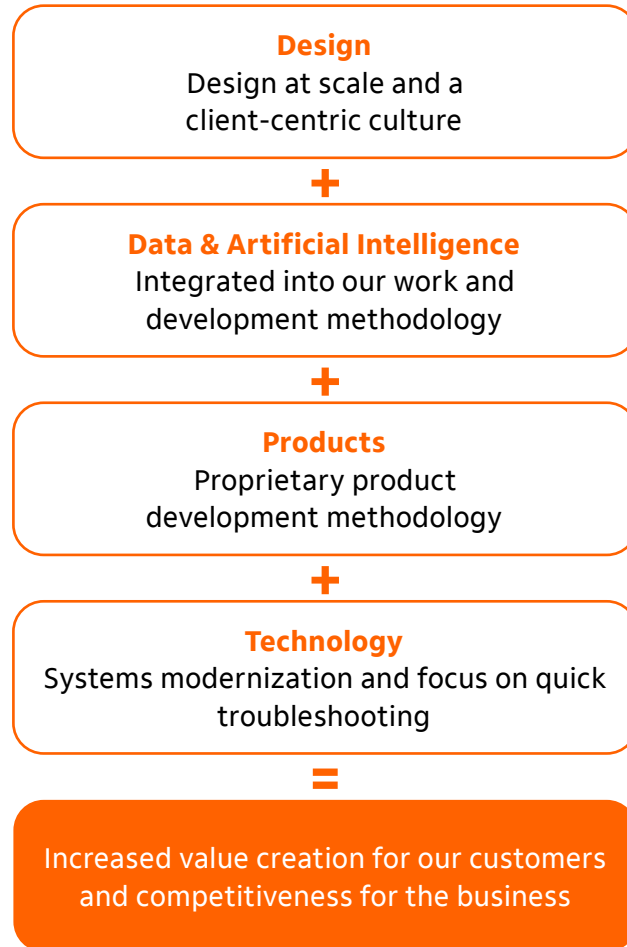 Design
Design at scale and a
client-centric culture
+
Data & Artificial Intelligence
Integrated into our work and
development methodology
+
Products
Proprietary product
development methodology
+
Technology
Systems modernization and focus on quick
troubleshooting
=
Increased value creation for our customers
and competitiveness for the business